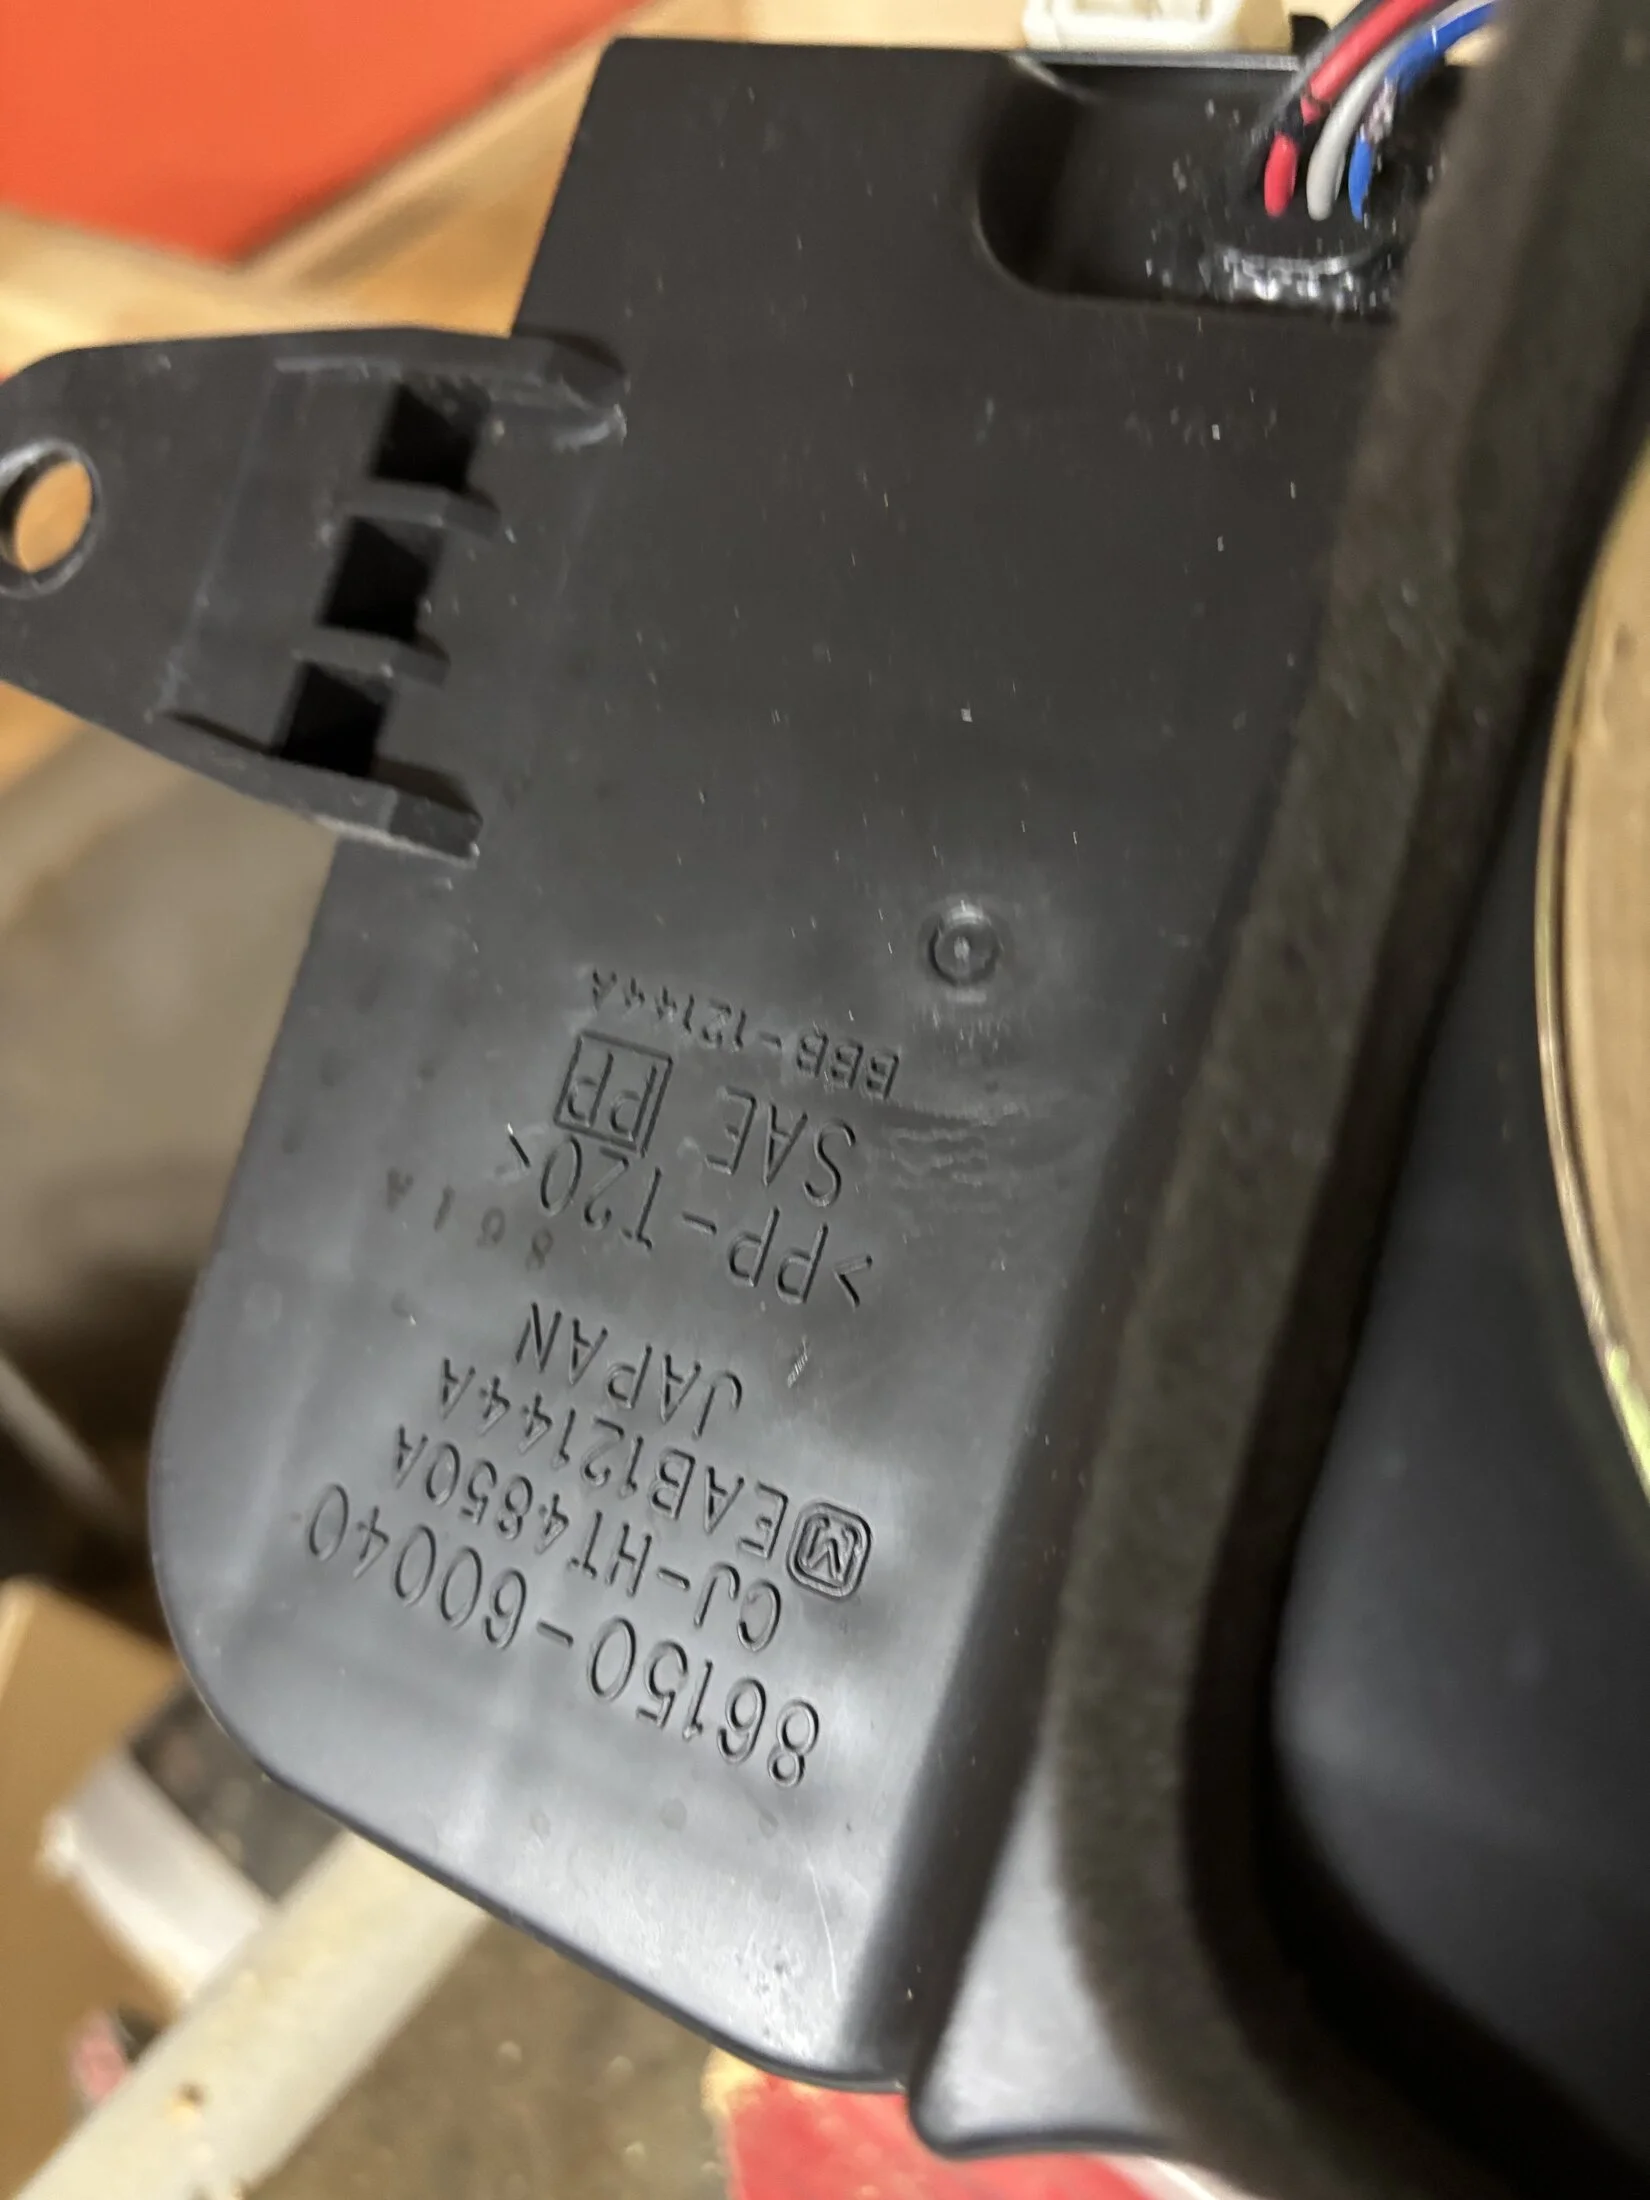 86150-60040
CJ-HT4850A
M EAB12144A
JAPAN
861A
>PP-T20<
SAE PP
BBB-12144A